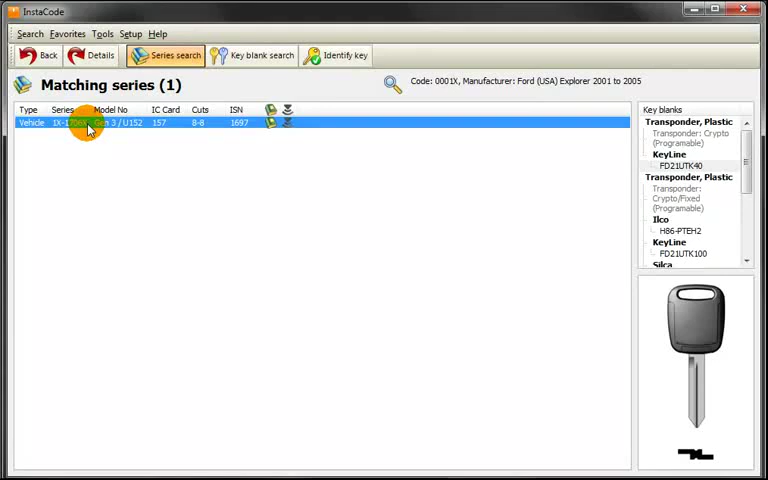 InstaCode
Search Favorites Tools Setup Help
Back Details Series search Key blank search Identify key
Matching series (1)
Code: 0001X, Manufacturer: Ford (USA) Explorer 2001 to 2005
Type Series Model No IC Card Cuts ISN
Vehicle 1X-1706X Gen 3 / U152 157 8-8 1697
Key blanks
Transponder, Plastic
Transponder: Crypto
(Programable)
KeyLine
FD21UTK40
Transponder, Plastic
Transponder:
Crypto/Fixed
(Programable)
Ilco
H86-PTEH2
KeyLine
FD21UTK100
Silca